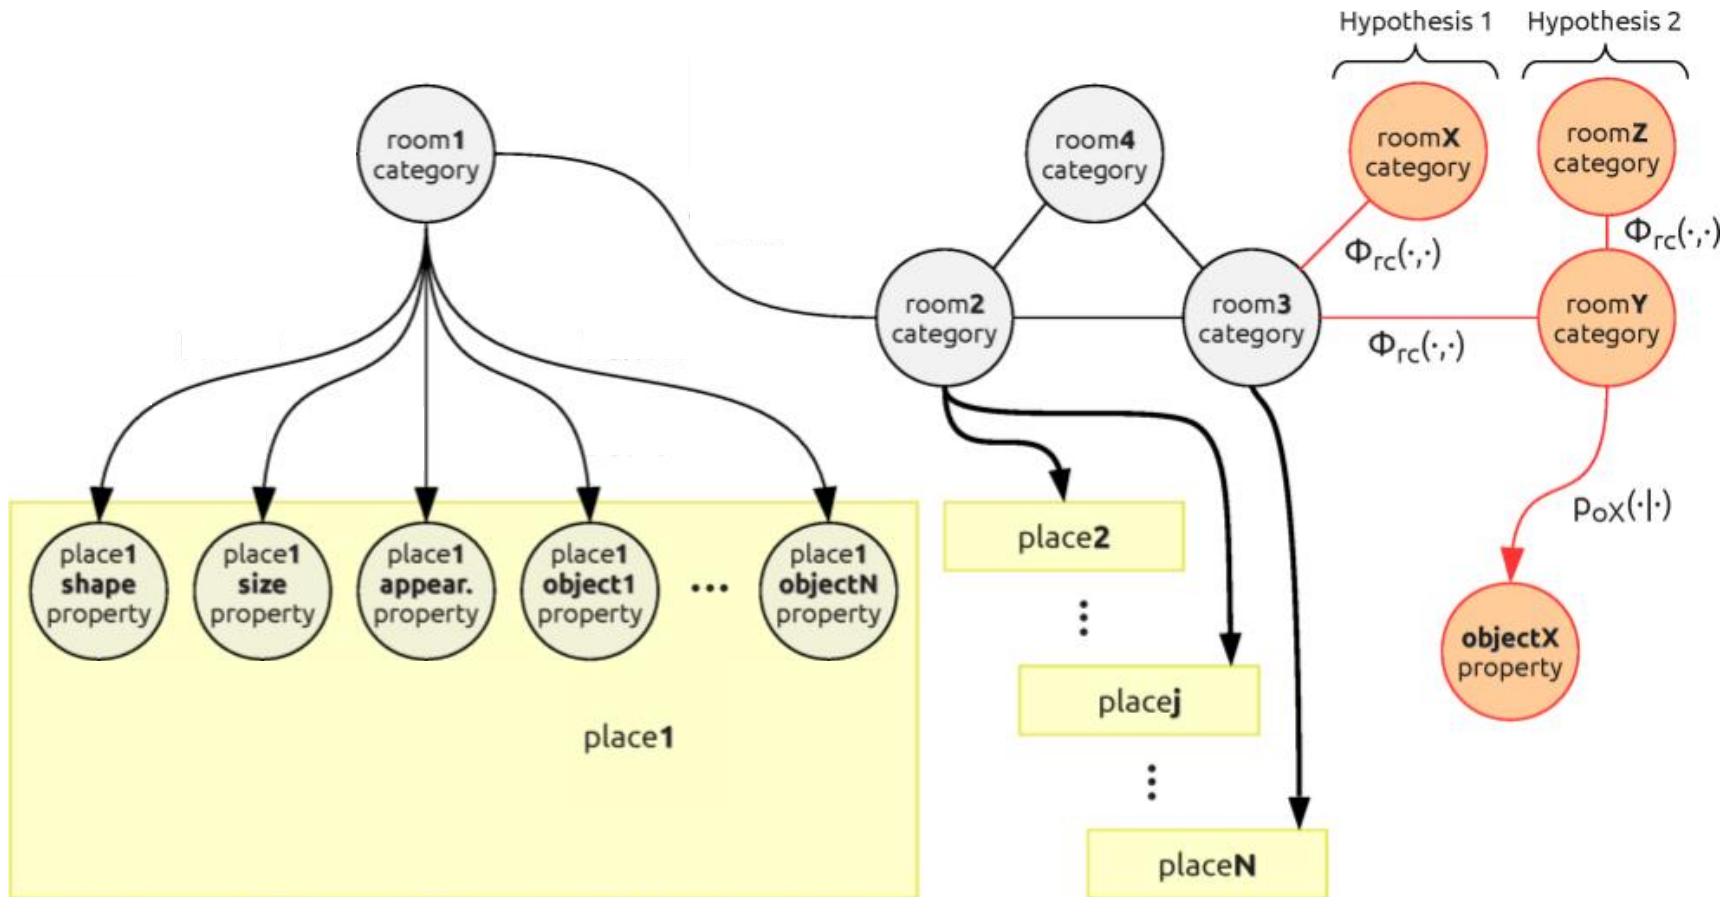 Hypothesis 1
Hypothesis 2
room1
category
room4
category
roomX
category
roomZ
category
Φrc(·,·)
Φrc(·,·)
room2
category
room3
category
roomY
category
Φrc(·,·)
place1
shape
property
place1
size
property
place1
appear.
property
place1
object1
property
...
place1
objectN
property
place1
place2
⋮
placej
⋮
placeN
poX(·|·)
objectX
property